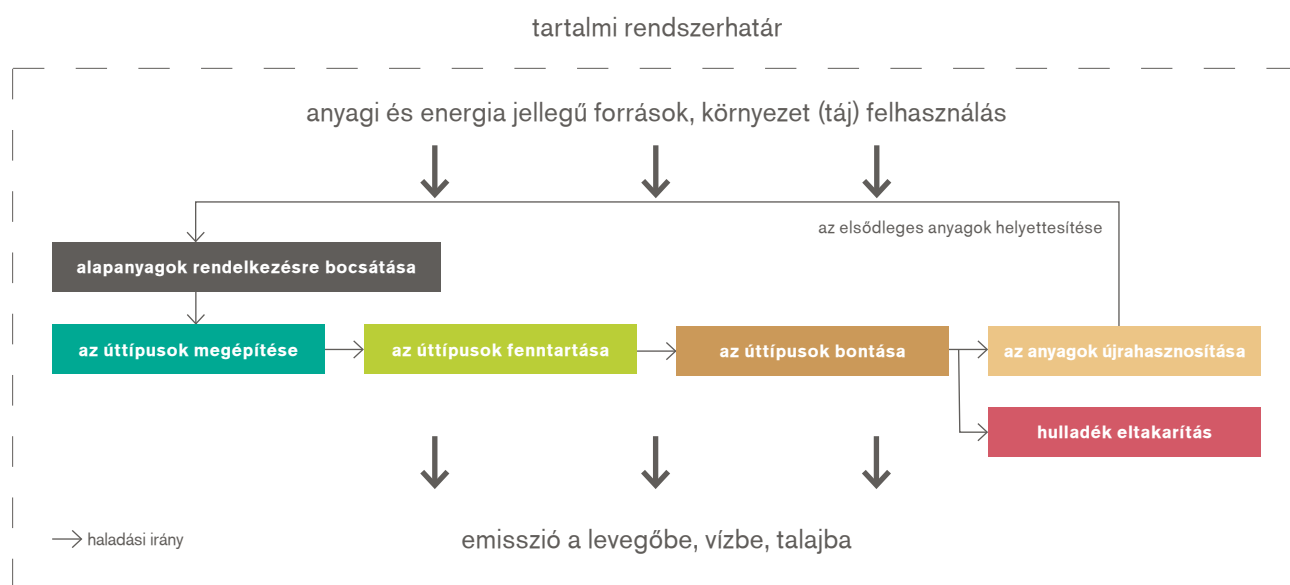 tartalmi rendszerhatár
anyagi és energia jellegű források, környezet (táj) felhasználás
az elsődleges anyagok helyettesítése
alapanyagok rendelkezésre bocsátása
az úttípusok megépítése
az úttípusok fenntartása
az úttípusok bontása
az anyagok újrahasznosítása
hulladék eltakarítás
haladási irány
emisszió a levegőbe, vízbe, talajba